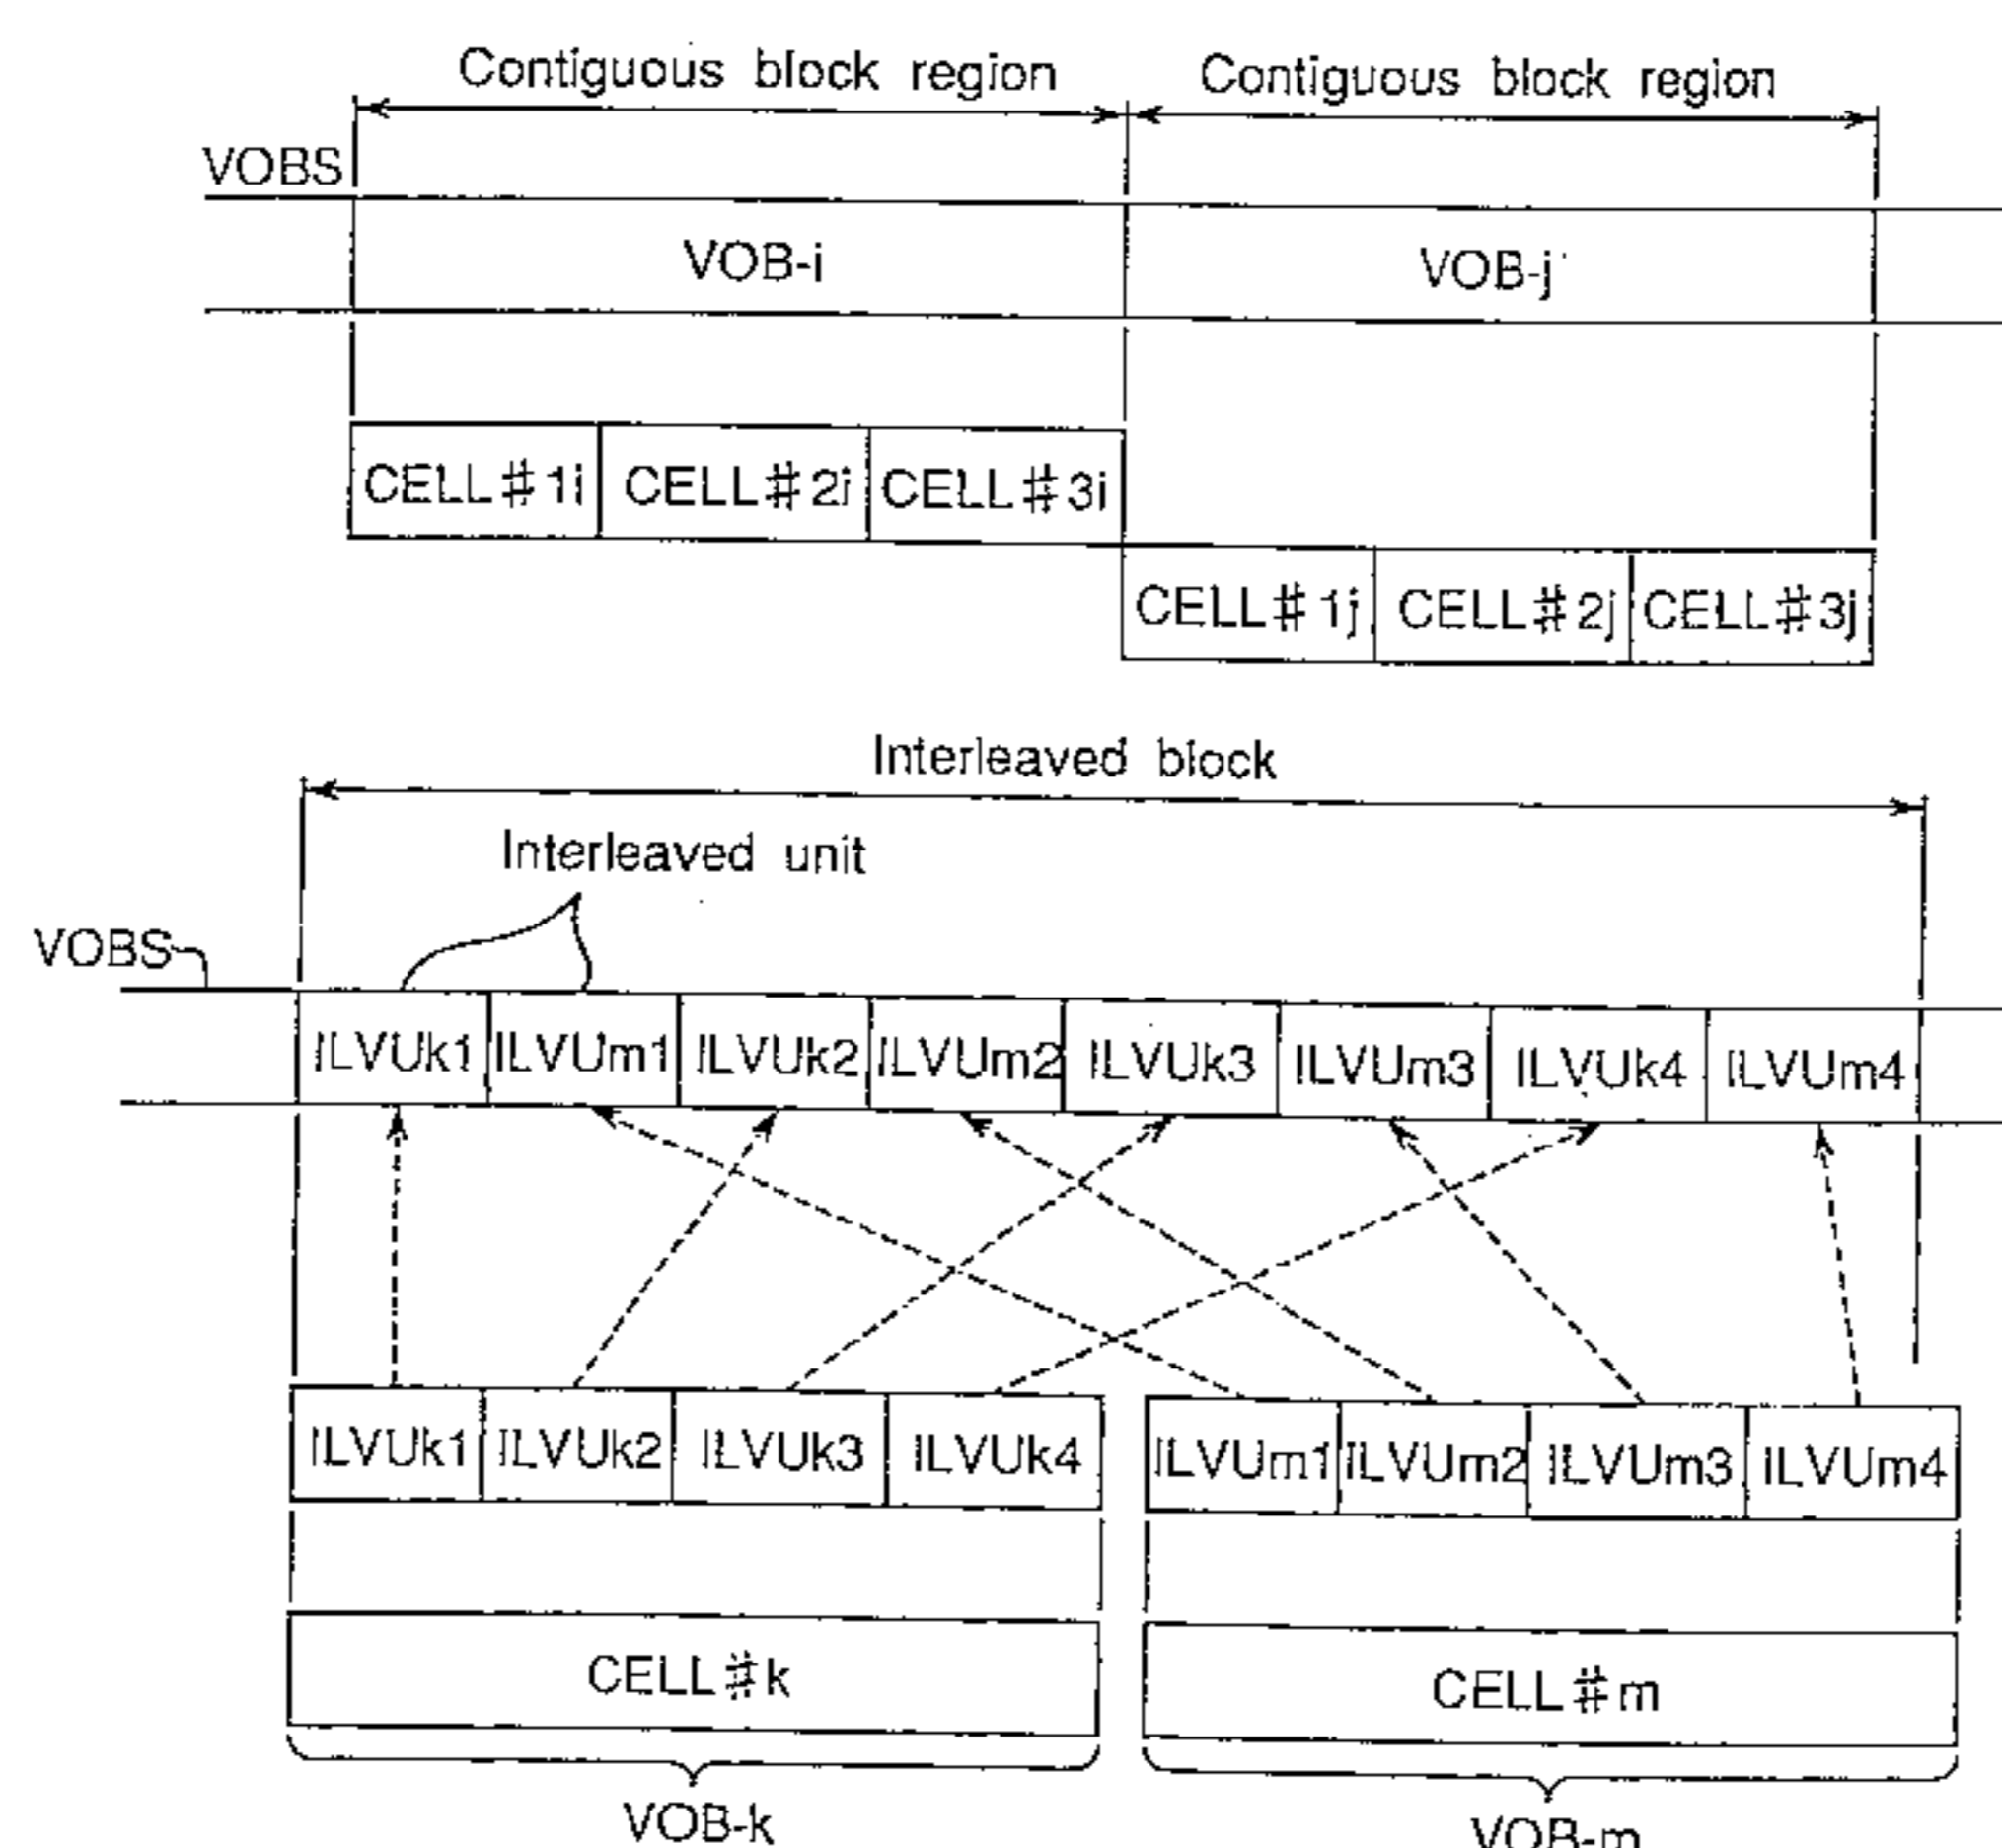 Contiguous block region Contiguous block region
VOBS
VOB-i VOB-j
CELL#1i CELL#2i CELL#3i
CELL#1j CELL#2j CELL#3j
Interleaved block
Interleaved unit
VOBS
ILVUk1 ILVUm1 ILVUk2 ILVUm2 ILVUk3 ILVUm3 ILVUk4 ILVUm4
ILVUk1 ILVUk2 ILVUk3 ILVUk4 ILVUm1 ILVUm2 ILVUm3 ILVUm4
CELL#k CELL#m
VOB-k VOB-m